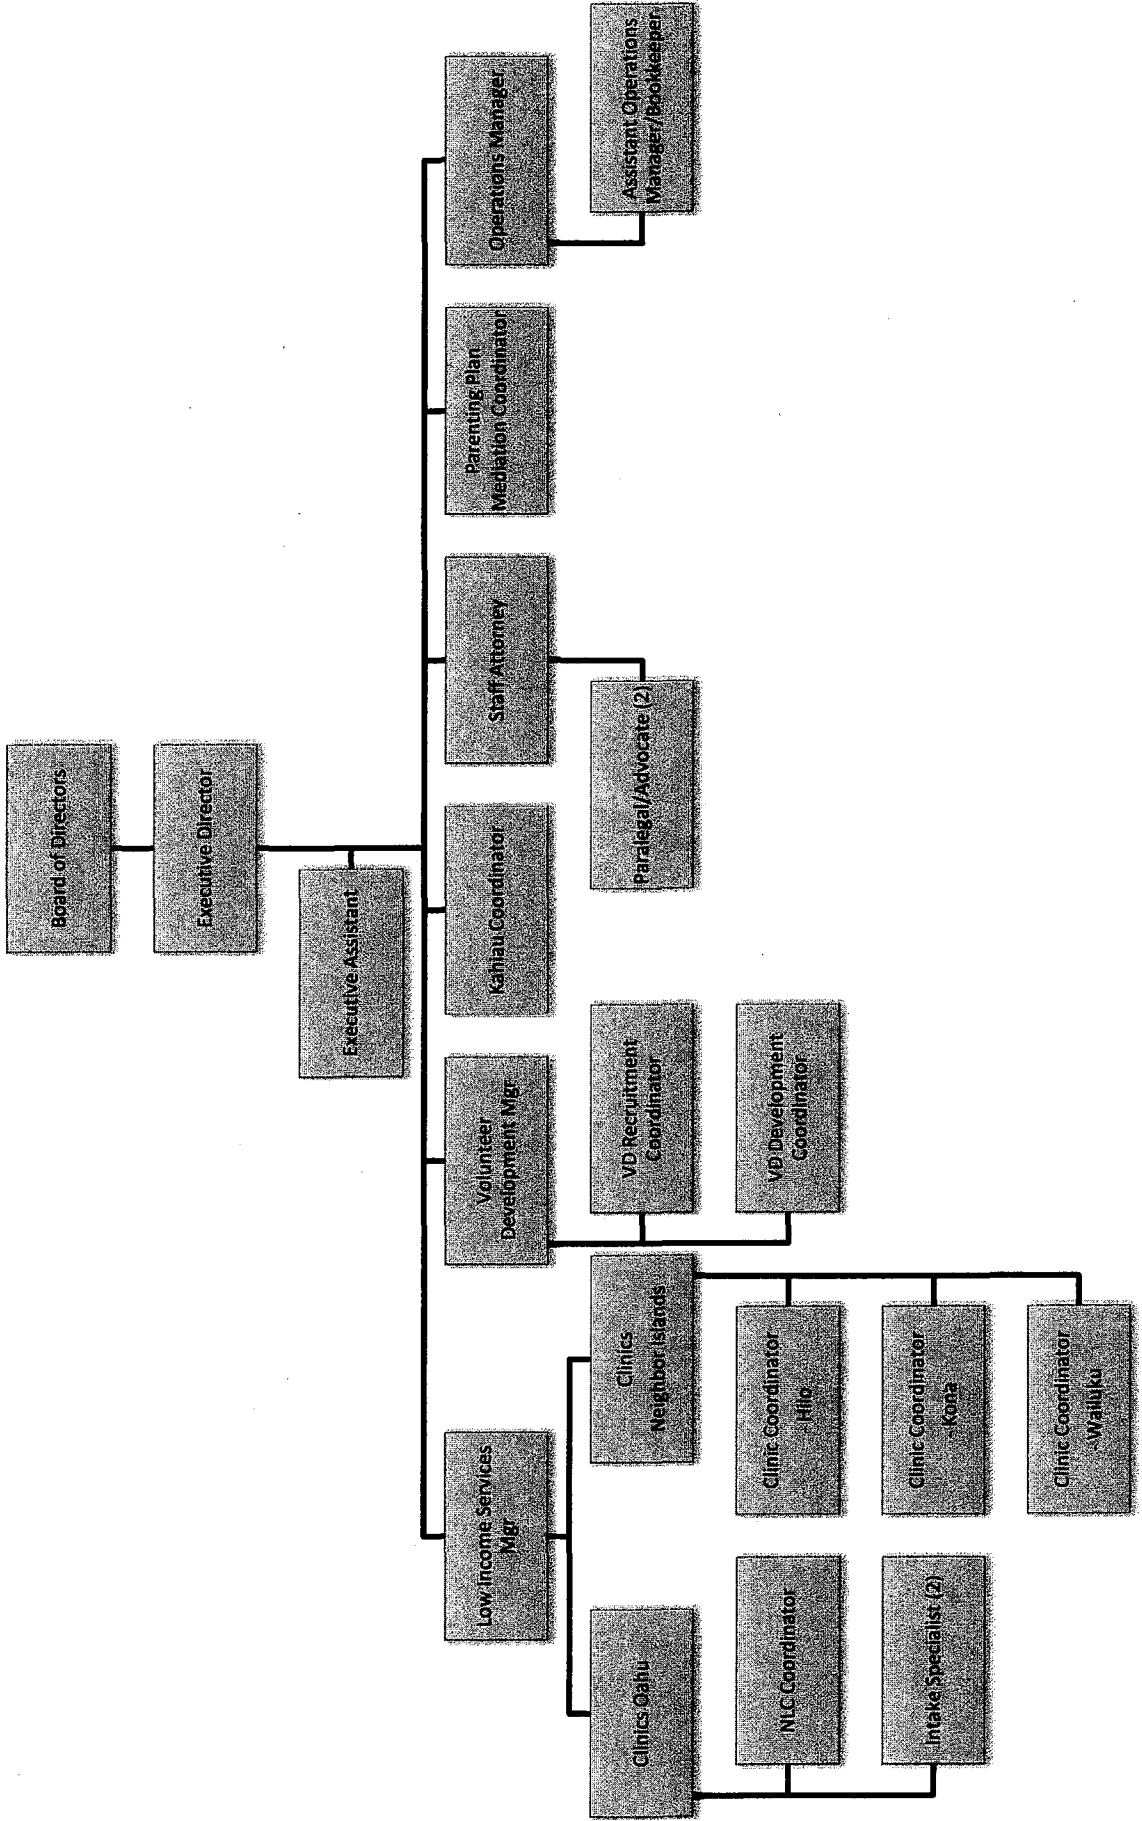 Board of Directors
Executive Director
Executive Assistant
Low Income Services
Mgr
Volunteer
Development Mgr
Kahiau Coordinator
Staff Attorney
Parenting Plan
Mediation Coordinator
Operations Manager
Clinics Oahu
Clinics
Neighbor Islands
VD Recruitment
Coordinator
Paralegal/Advocate (2)
Assistant Operations
Manager/Bookkeeper
NLC Coordinator
Clinic Coordinator
- Hilo
VD Development
Coordinator
Intake Specialist (2)
Clinic Coordinator
- Kona
Clinic Coordinator
- Wailuku